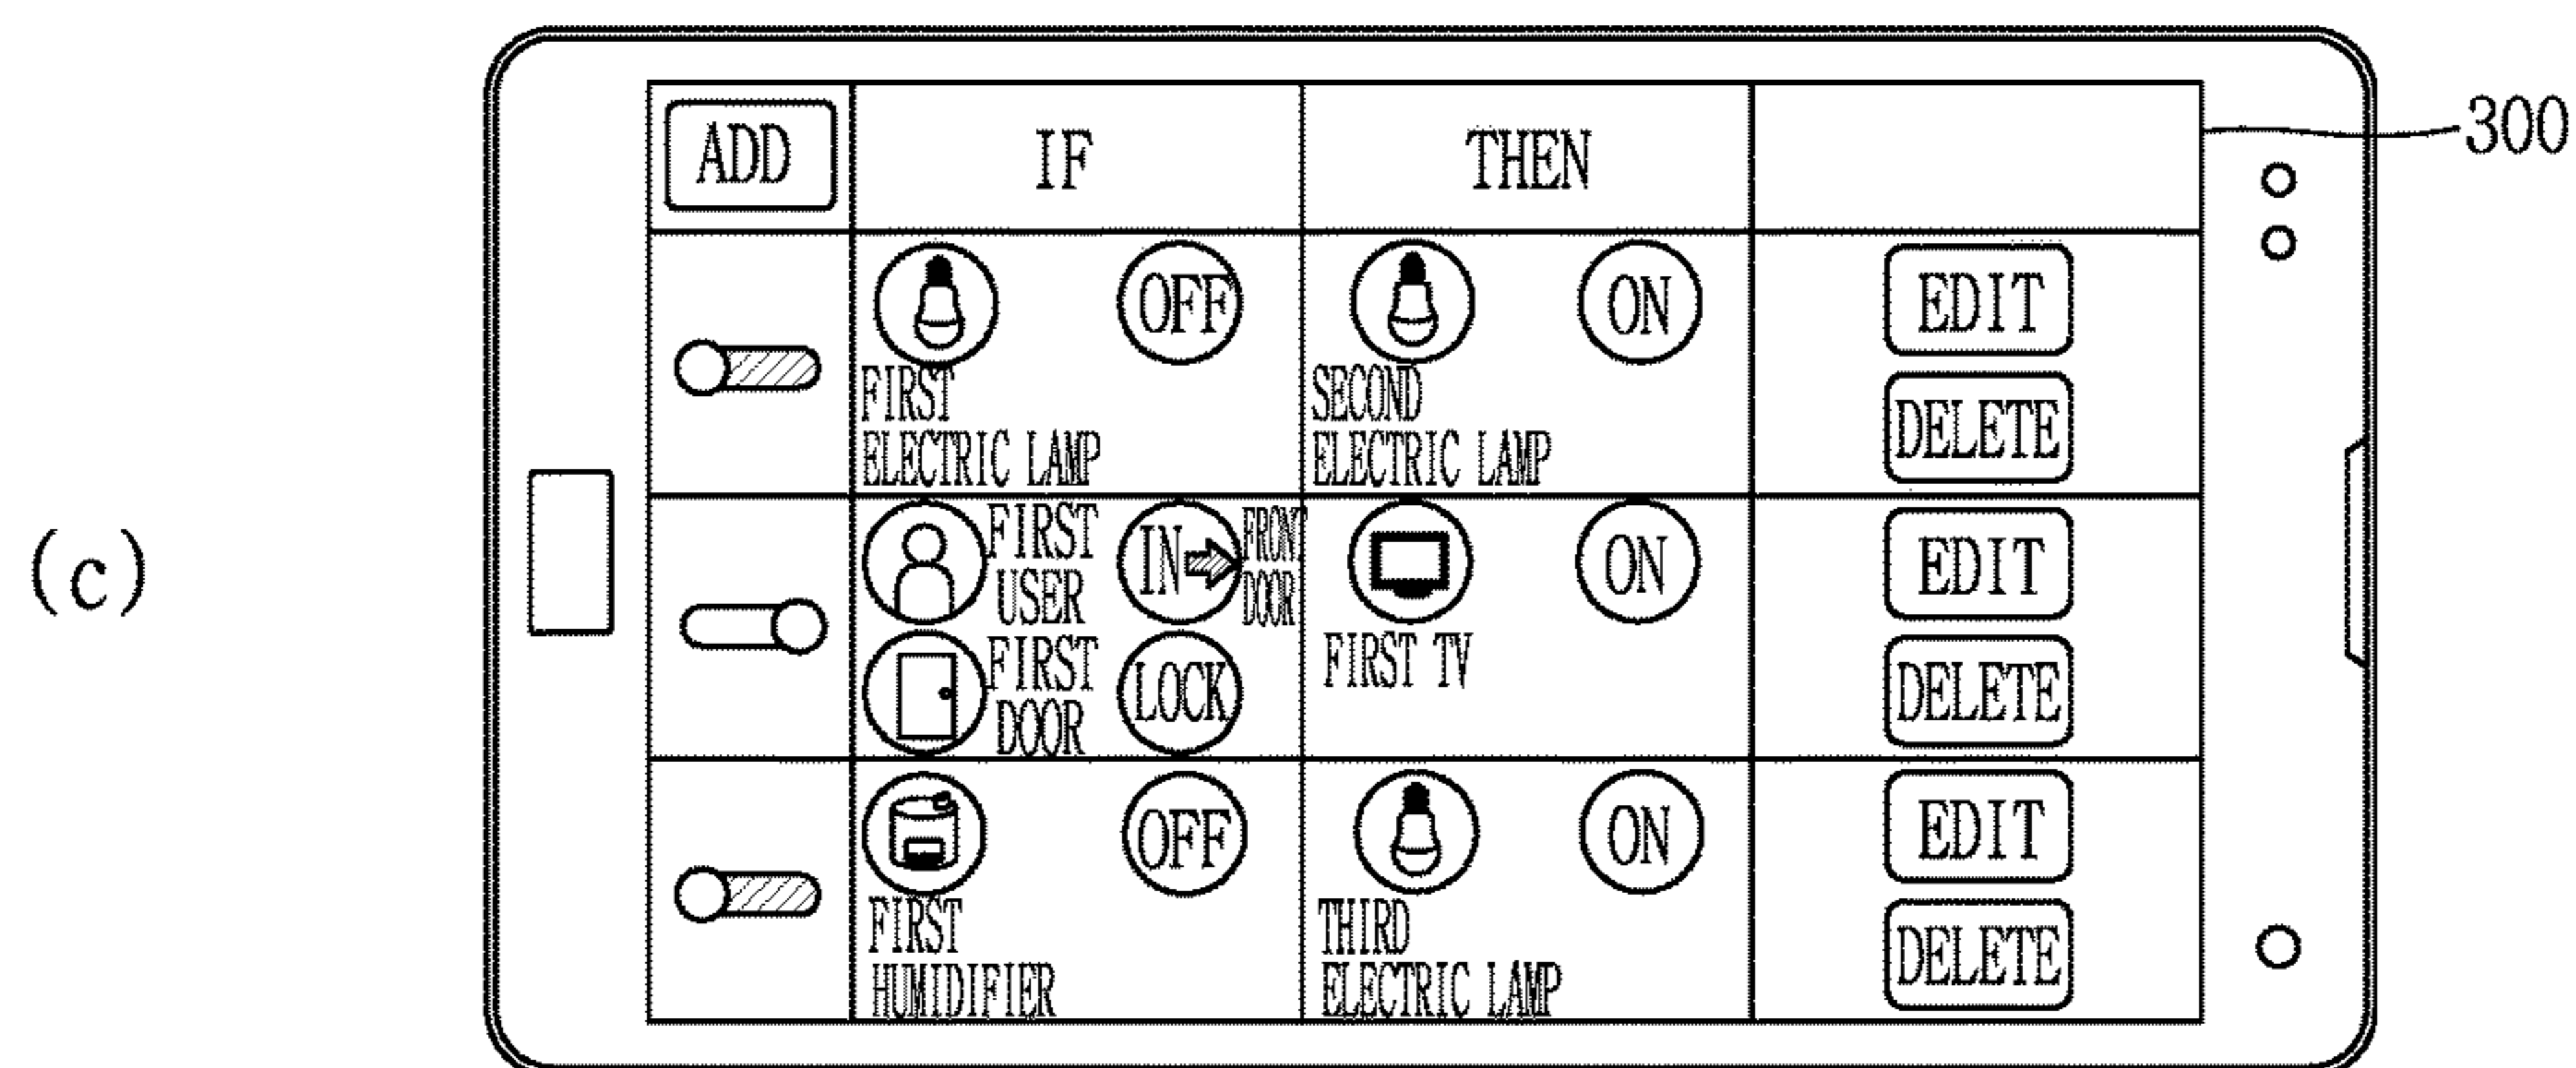 (c)
300
ADD IF THEN
OFF ON EDIT
FIRST
ELECTRIC LAMP
SECOND
ELECTRIC LAMP
DELETE
FIRST
USER
IN
FRONT
DOOR
FIRST
DOOR
LOCK
ON
FIRST TV
EDIT
DELETE
OFF ON EDIT
FIRST
HUMIDIFIER
THIRD
ELECTRIC LAMP
DELETE